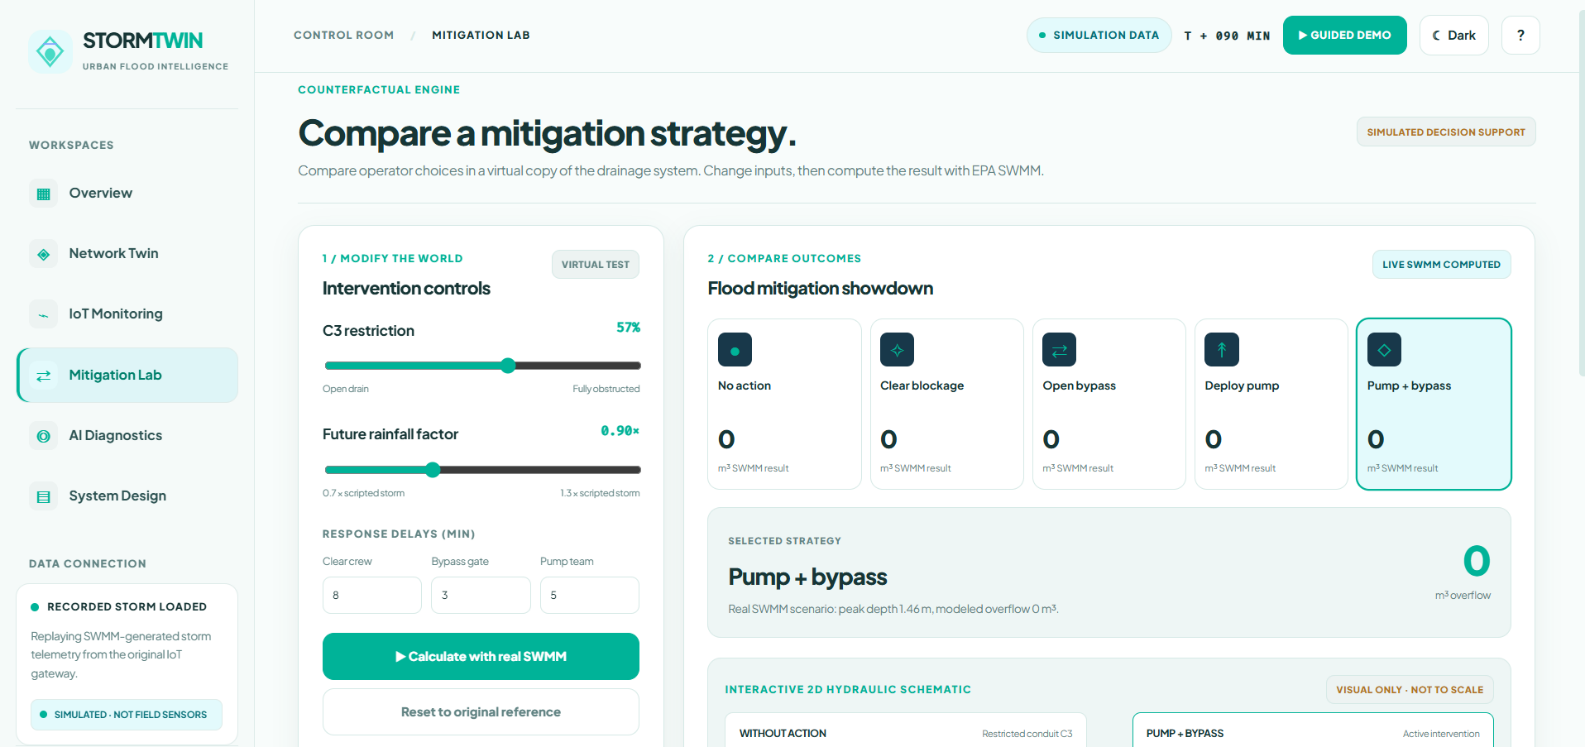 STORMTWIN
URBAN FLOOD INTELLIGENCE
WORKSPACES
Overview
Network Twin
IoT Monitoring
Mitigation Lab
AI Diagnostics
System Design
DATA CONNECTION
RECORDED STORM LOADED
Replaying SWMM-generated storm
telemetry from the original IoT
gateway.
SIMULATED · NOT FIELD SENSORS
CONTROL ROOM / MITIGATION LAB
SIMULATION DATA
T + 090 MIN
▶ GUIDED DEMO
☾ Dark
?
COUNTERFACTUAL ENGINE
Compare a mitigation strategy.
Compare operator choices in a virtual copy of the drainage system. Change inputs, then compute the result with EPA SWMM.
SIMULATED DECISION SUPPORT
1 / MODIFY THE WORLD
Intervention controls
VIRTUAL TEST
C3 restriction 57%
Open drain Fully obstructed
Future rainfall factor 0.90×
0.7 × scripted storm 1.3 × scripted storm
RESPONSE DELAYS (MIN)
Clear crew Bypass gate Pump team
8 3 5
▶ Calculate with real SWMM
Reset to original reference
2 / COMPARE OUTCOMES
Flood mitigation showdown
LIVE SWMM COMPUTED
No action
0
m³ SWMM result
Clear blockage
0
m³ SWMM result
Open bypass
0
m³ SWMM result
Deploy pump
0
m³ SWMM result
Pump + bypass
0
m³ SWMM result
SELECTED STRATEGY
Pump + bypass
Real SWMM scenario: peak depth 1.46 m, modeled overflow 0 m³.
0
m³ overflow
INTERACTIVE 2D HYDRAULIC SCHEMATIC
VISUAL ONLY · NOT TO SCALE
WITHOUT ACTION Restricted conduit C3
PUMP + BYPASS Active intervention